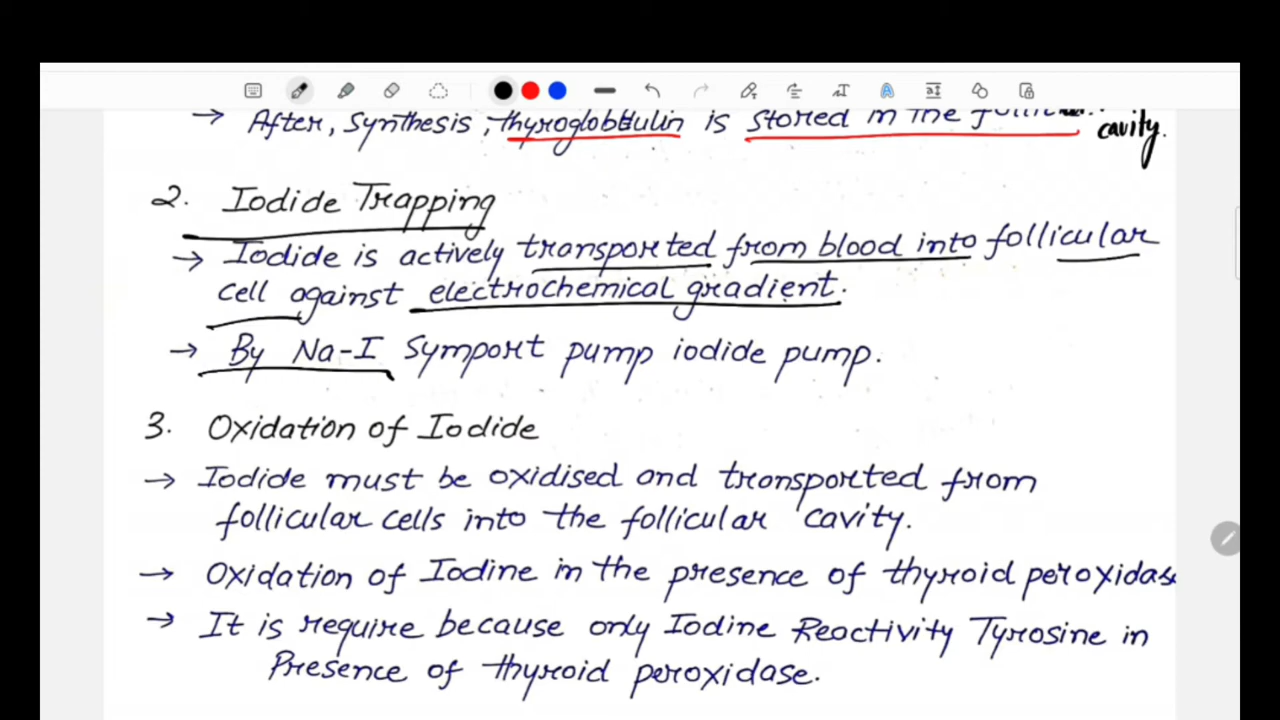 → After, Synthesis, thyroglobulin is stored in the
cavity.
2. Iodide Trapping
→ Iodide is actively transported from blood into follicular
cell against electrochemical gradient.
→ By Na-I Symport pump iodide pump.
3. Oxidation of Iodide
→ Iodide must be oxidised and transported from
follicular cells into the follicular cavity.
→ Oxidation of Iodine in the presence of thyroid peroxidase
→ It is require because only Iodine Reactivity Tyrosine in
Presence of thyroid peroxidase.